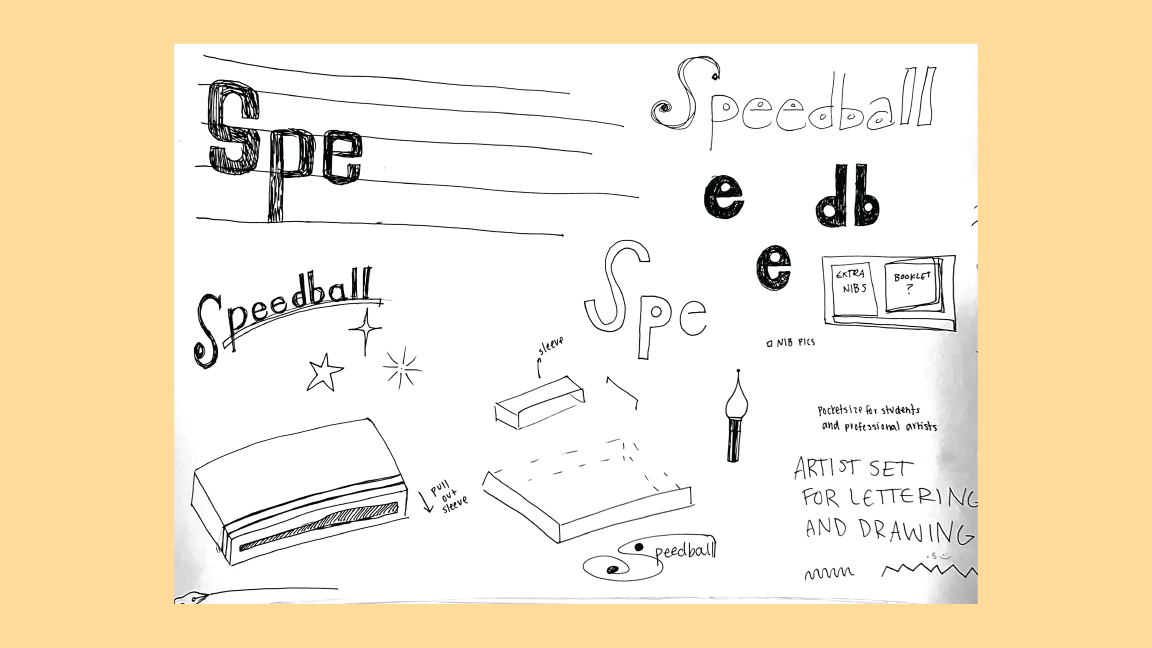 Spe
Speedball
e
db
e
EXTRA
NIBS
BOOKLET
?
Spe
Speedball
NIB PICS
sleeve
pocketsize for students
and professional artists
ARTIST SET
FOR LETTERING
AND DRAWING
pull
out
sleeve
Speedball